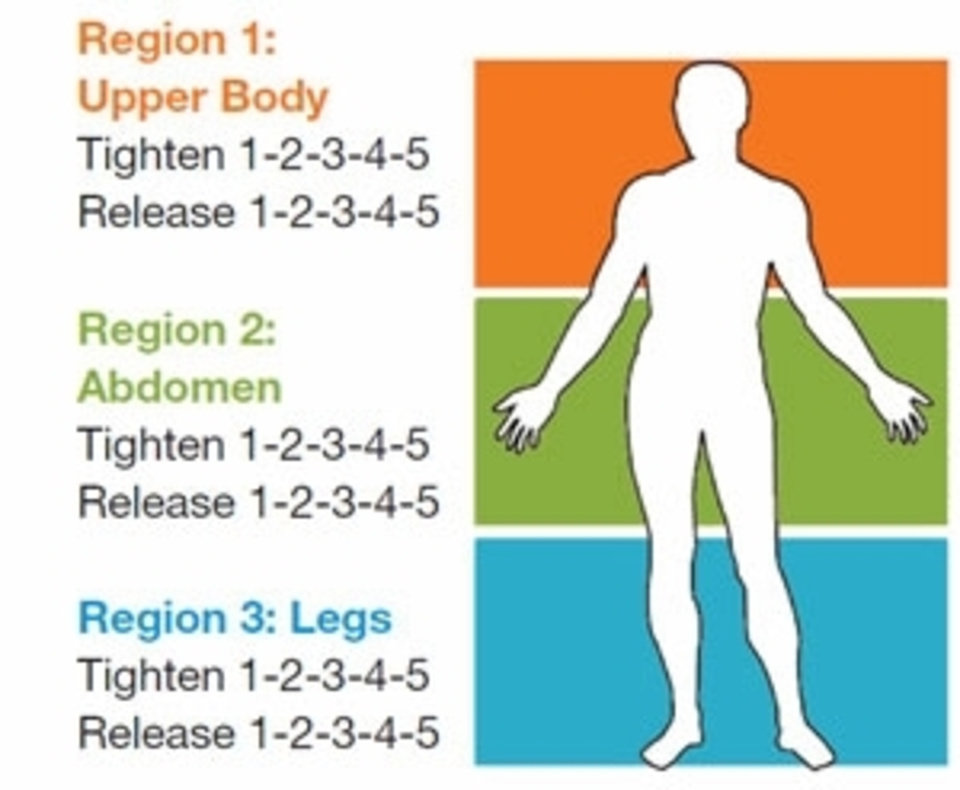 Region 1:
Upper Body
Tighten 1-2-3-4-5
Release 1-2-3-4-5
Region 2:
Abdomen
Tighten 1-2-3-4-5
Release 1-2-3-4-5
Region 3: Legs
Tighten 1-2-3-4-5
Release 1-2-3-4-5